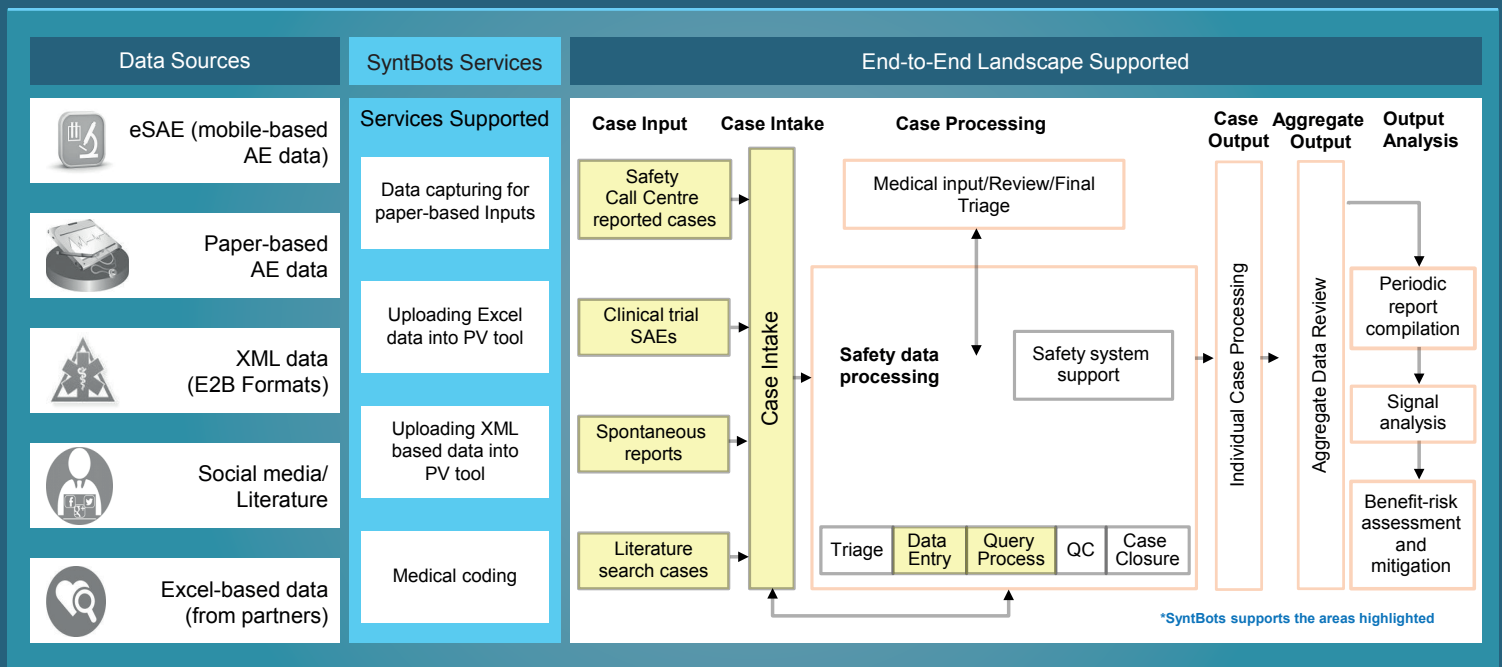 Data Sources
eSAE (mobile-based
AE data)
Paper-based
AE data
XML data
(E2B Formats)
Social media/
Literature
Excel-based data
(from partners)
SyntBots Services
Services Supported
Data capturing for
paper-based Inputs
Uploading Excel
data into PV tool
Uploading XML
based data into
PV tool
Medical coding
End-to-End Landscape Supported
Case Input
Safety
Call Centre
reported cases
Clinical trial
SAEs
Spontaneous
reports
Literature
search cases
Case Intake
Case Intake
Case Processing
Medical input/Review/Final
Triage
Safety data
processing
Safety system
support
Triage
Data
Entry
Query
Process
QC
Case
Closure
Case
Output
Individual Case Processing
Aggregate
Output
Aggregate Data Review
Output
Analysis
Periodic
report
compilation
Signal
analysis
Benefit-risk
assessment
and
mitigation
*SyntBots supports the areas highlighted